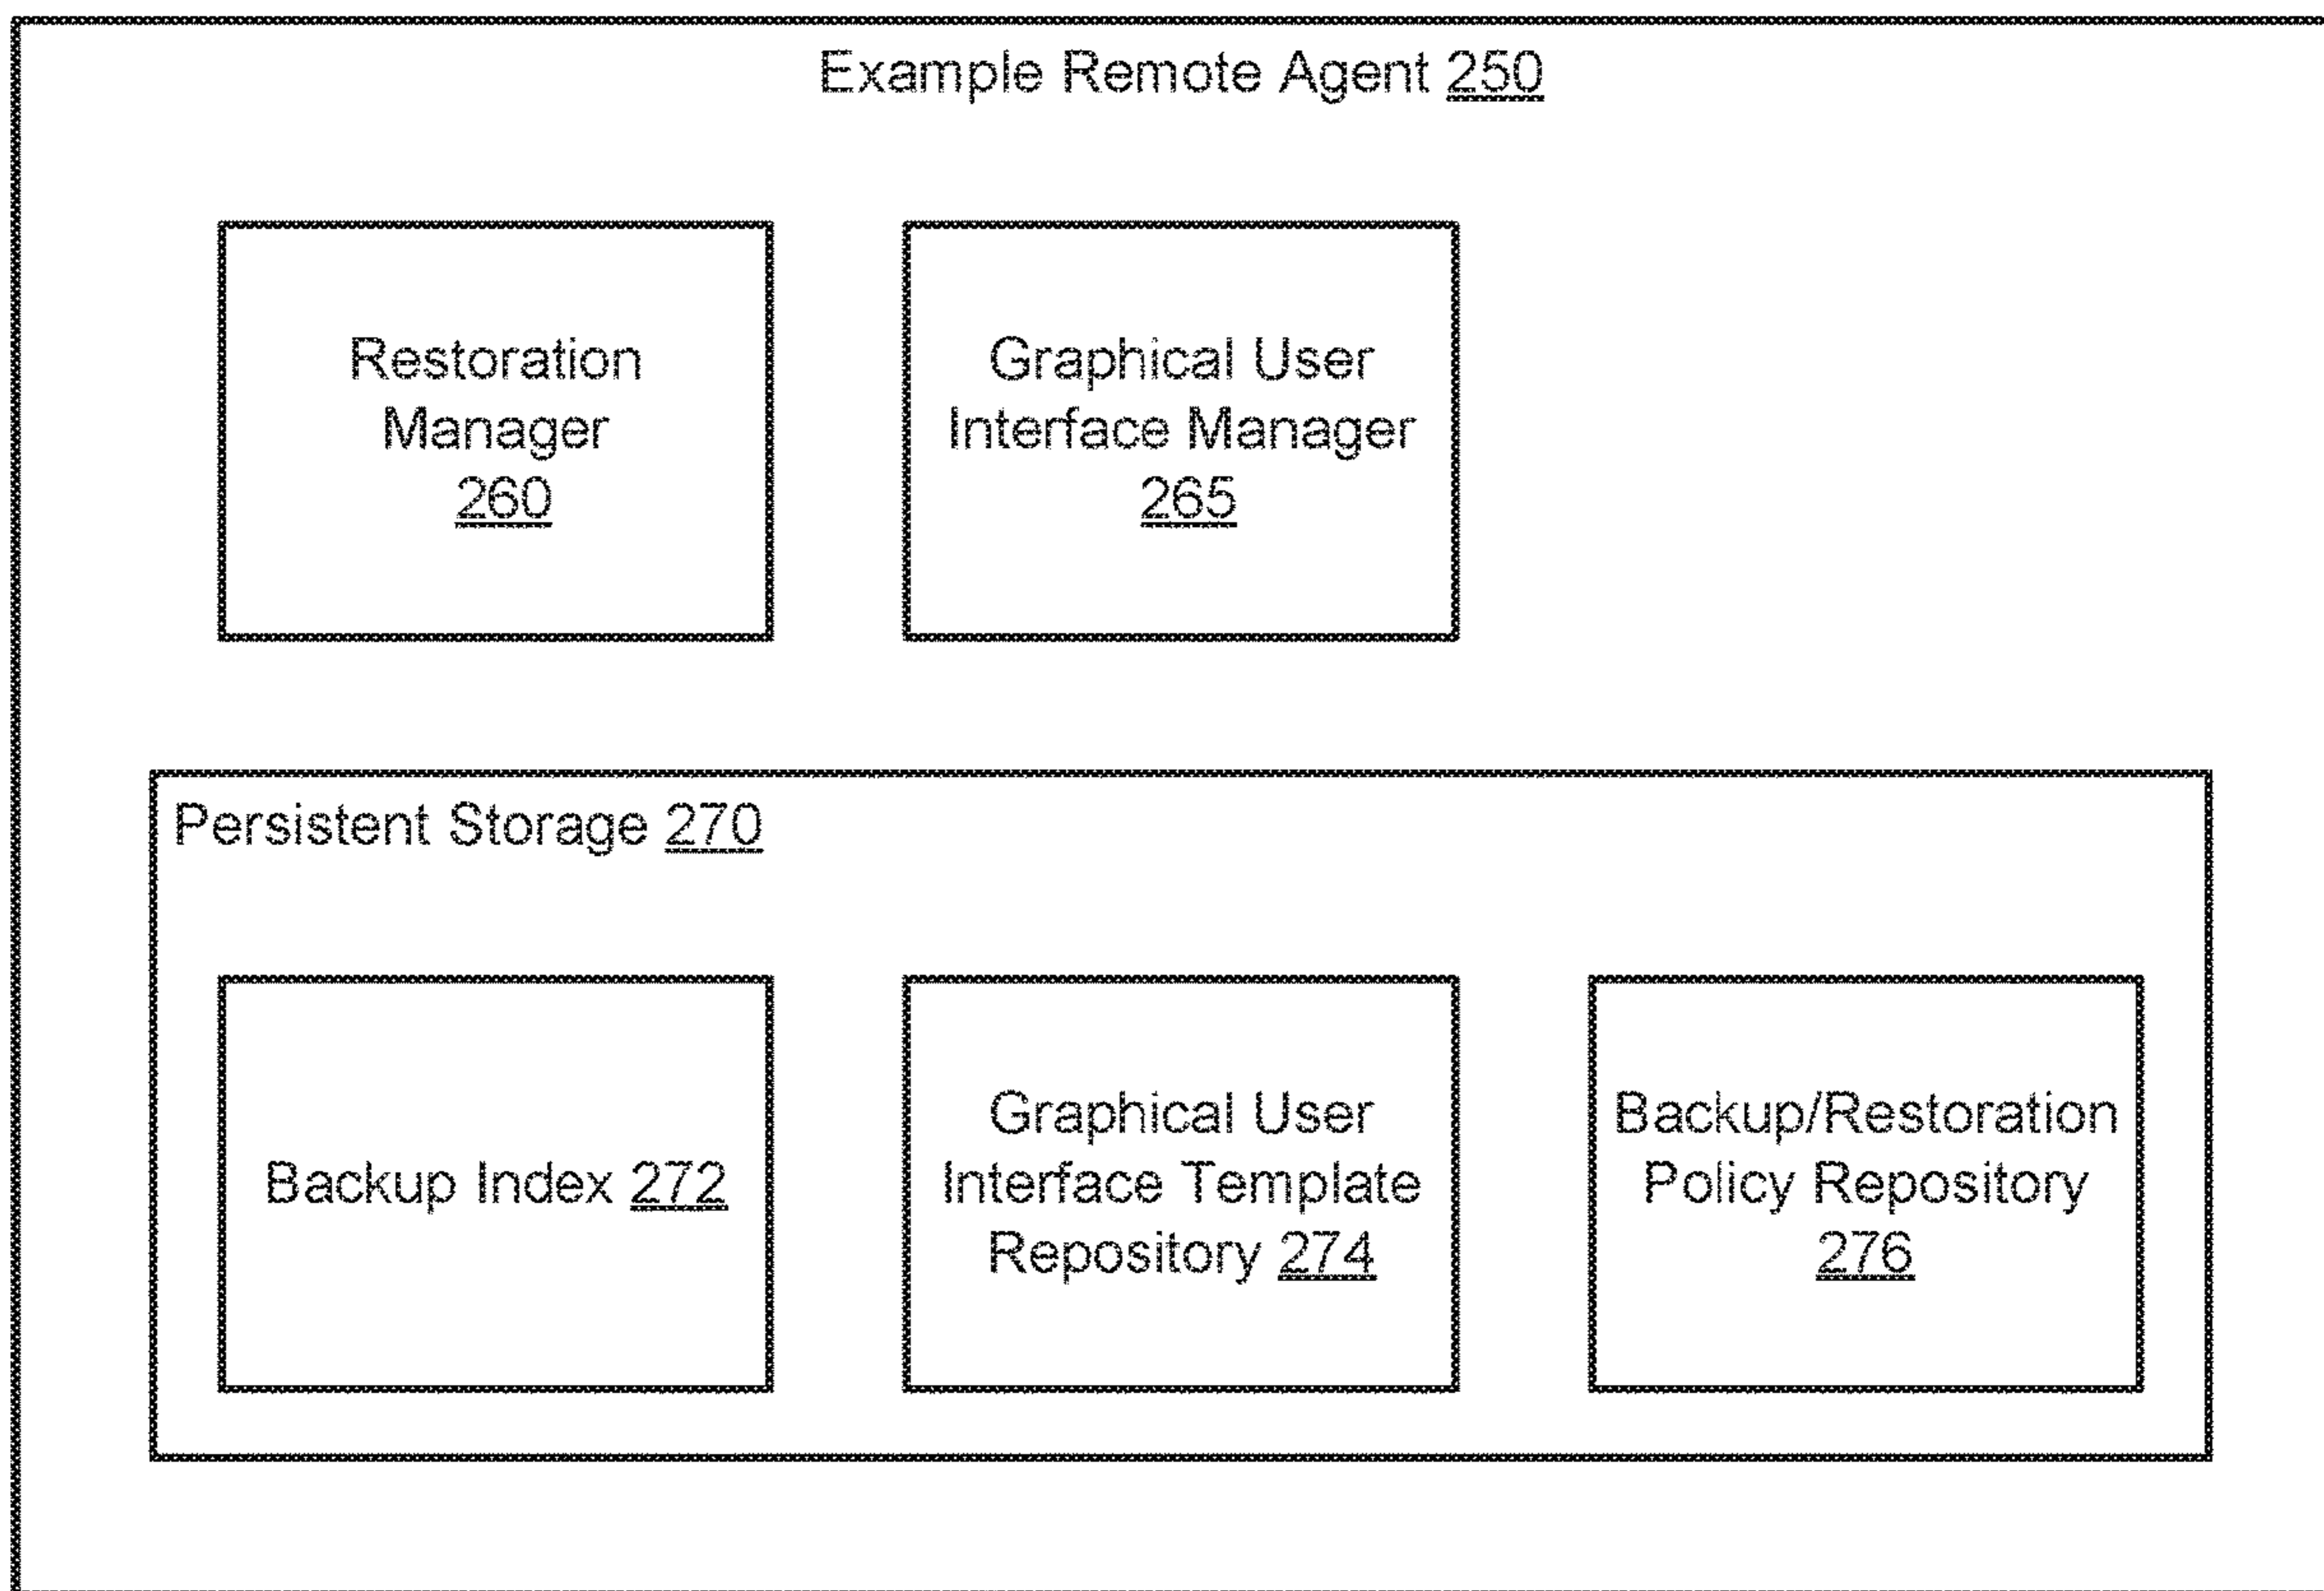 Example Remote Agent 250
Restoration
Manager
260
Graphical User
Interface Manager
265
Persistent Storage 270
Backup Index 272
Graphical User
Interface Template
Repository 274
Backup/Restoration
Policy Repository
276